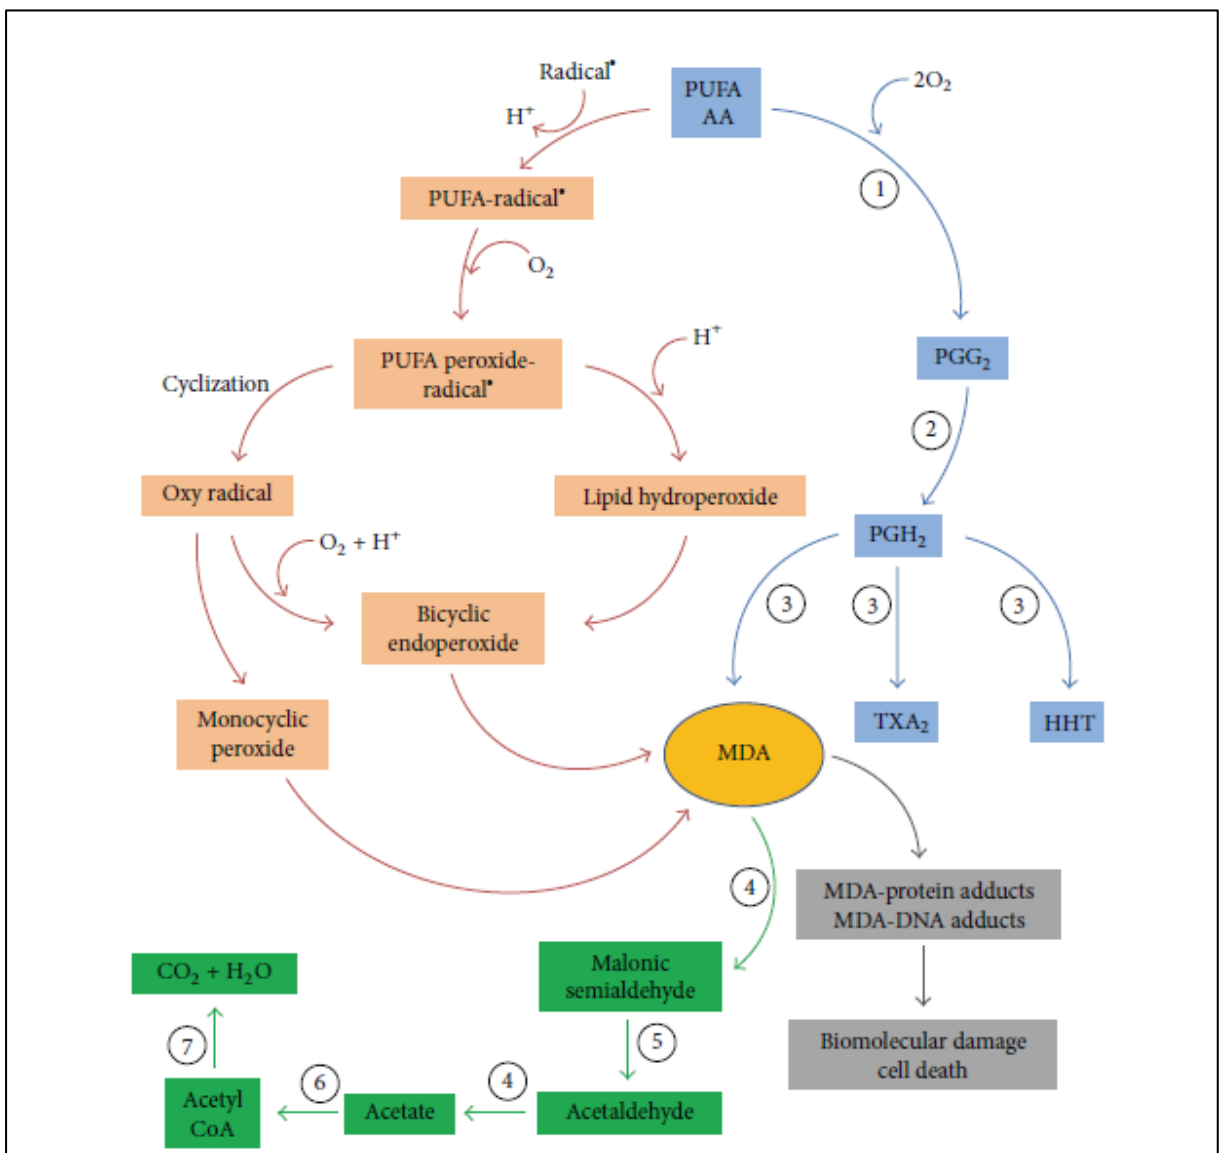 Radical•
H⁺
PUFA
AA
2O₂
1
PUFA-radical•
O₂
PUFA peroxide-
radical•
H⁺
PGG₂
Cyclization
2
Oxy radical
Lipid hydroperoxide
O₂ + H⁺
PGH₂
3
3
3
Bicyclic
endoperoxide
Monocyclic
peroxide
MDA
TXA₂
HHT
4
MDA-protein adducts
MDA-DNA adducts
CO₂ + H₂O
Malonic
semialdehyde
7
5
Biomolecular damage
cell death
6
4
Acetyl
CoA
Acetate
Acetaldehyde